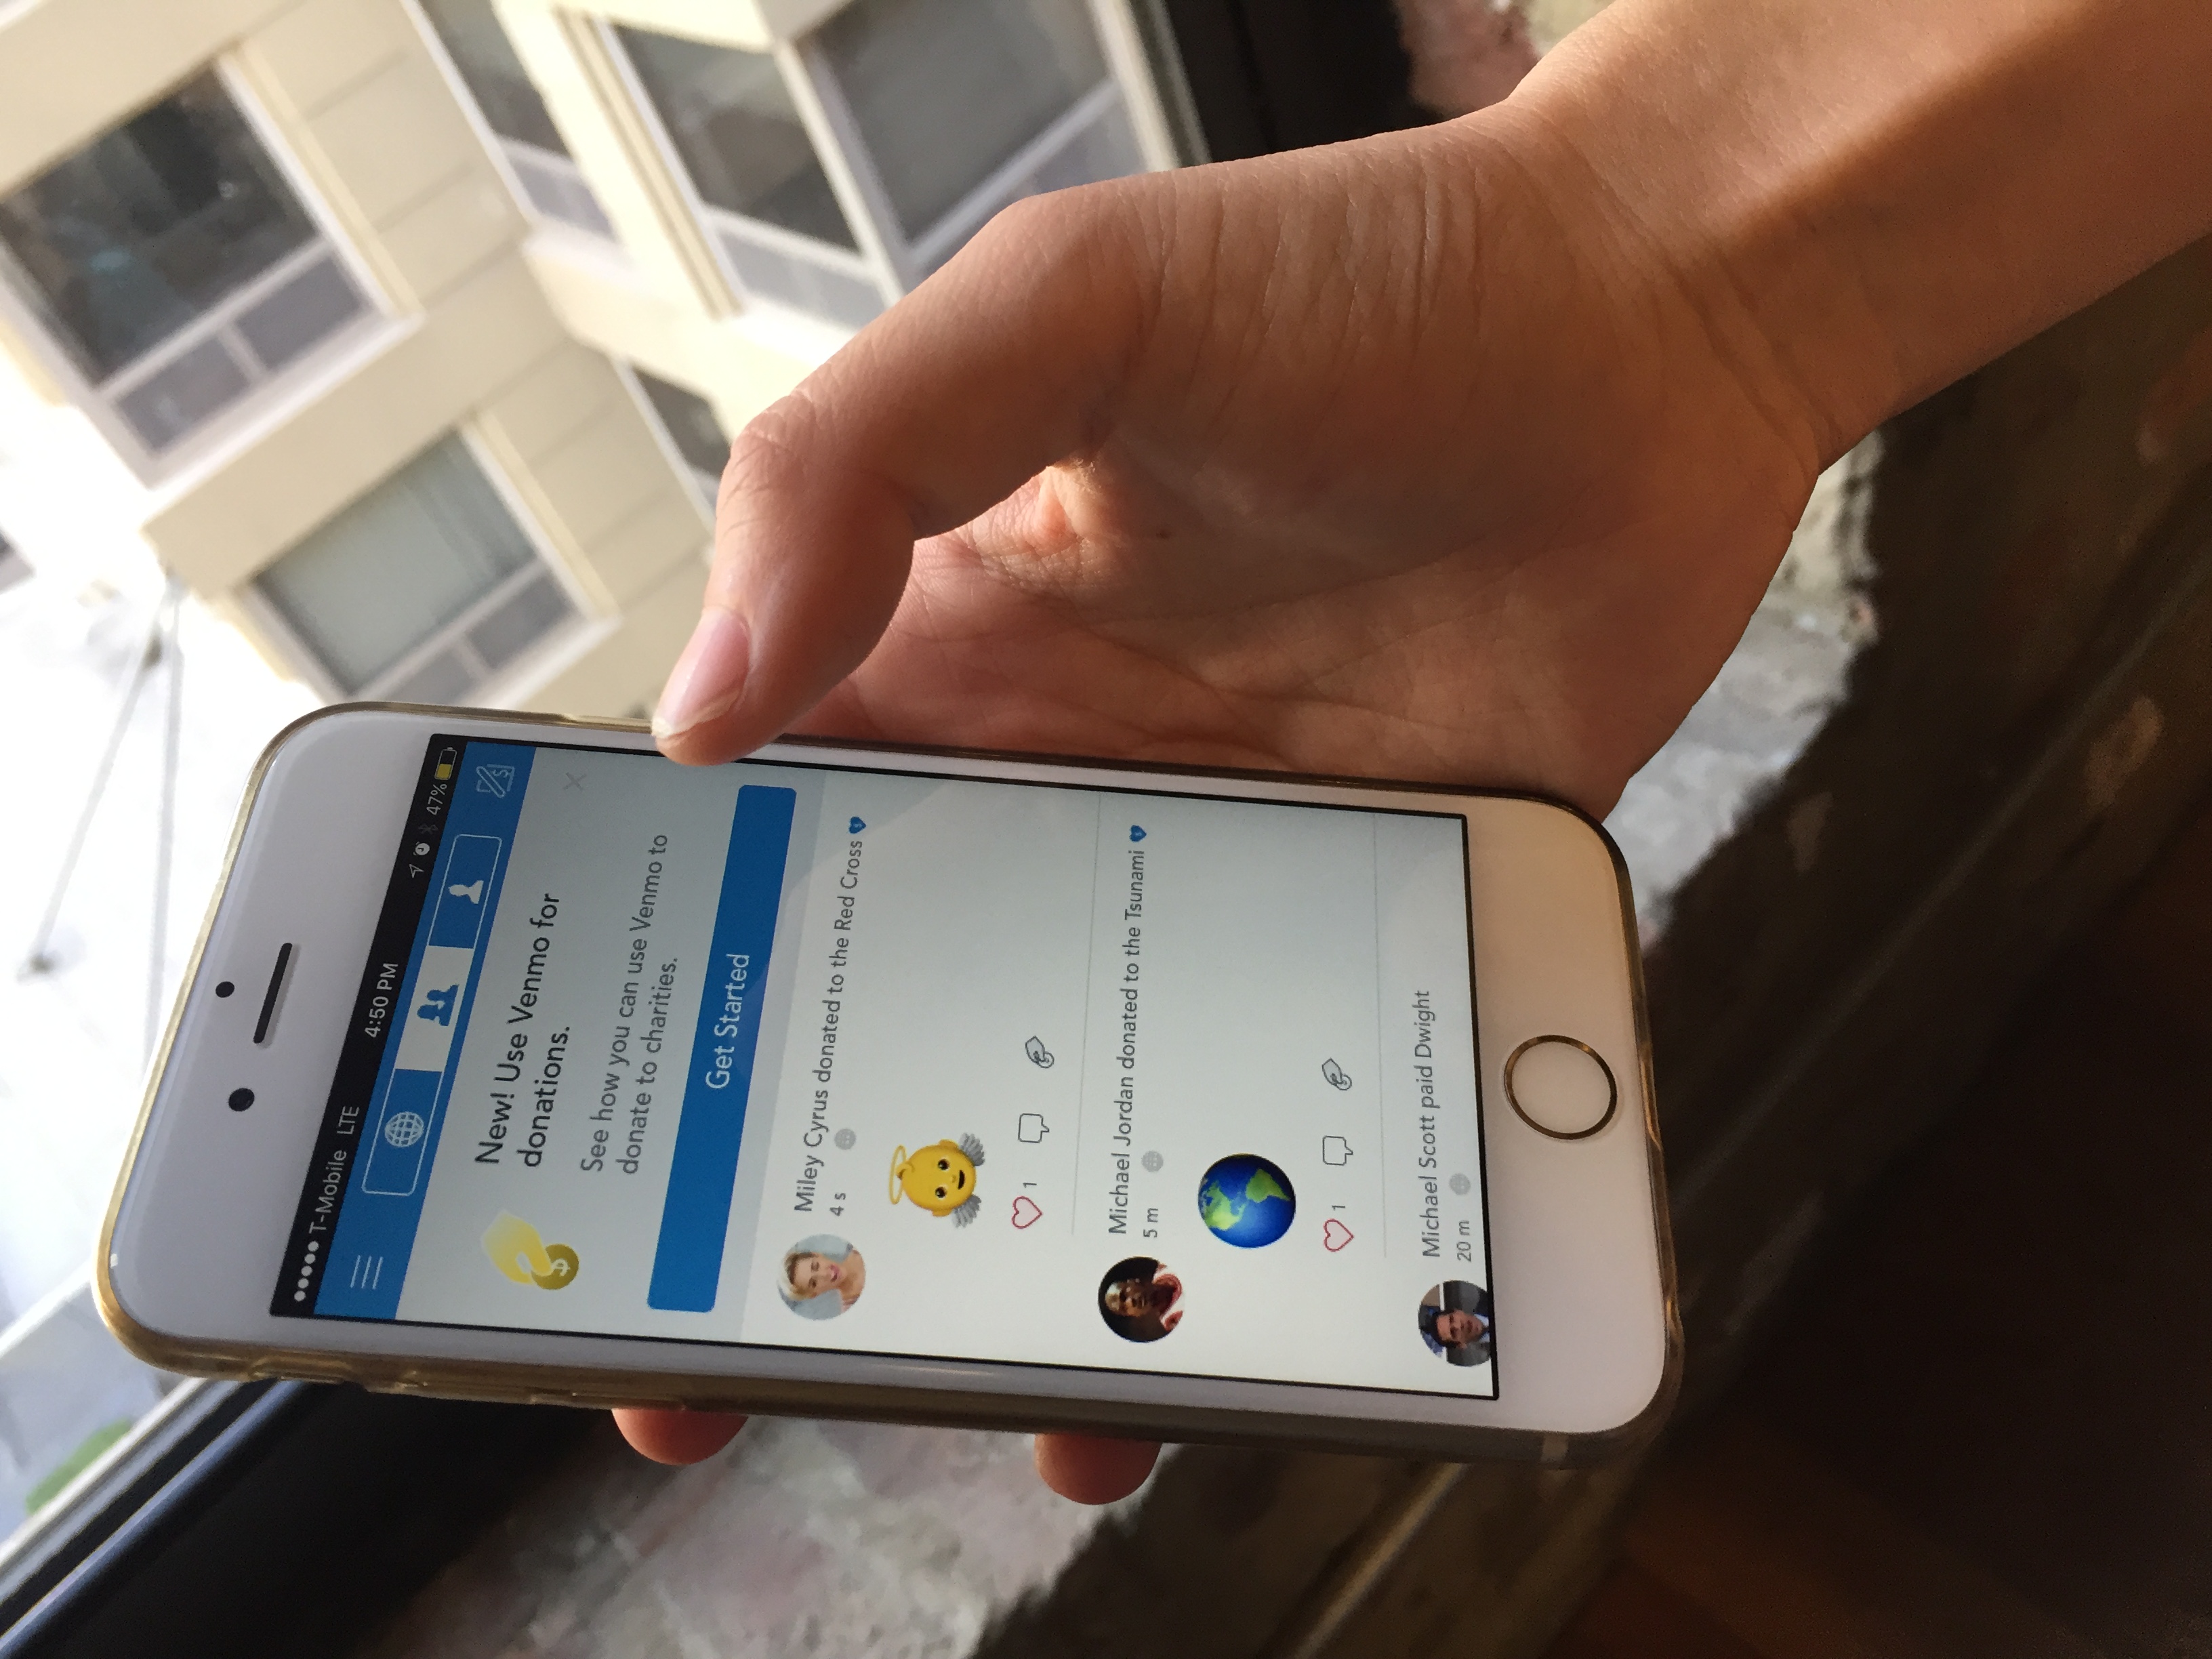 T-Mobile LTE 4:50 PM 47%
New! Use Venmo for
donations.
See how you can use Venmo to
donate to charities.
Get Started
Miley Cyrus donated to the Red Cross
4 s
1
Michael Jordan donated to the Tsunami
5 m
1
Michael Scott paid Dwight
20 m